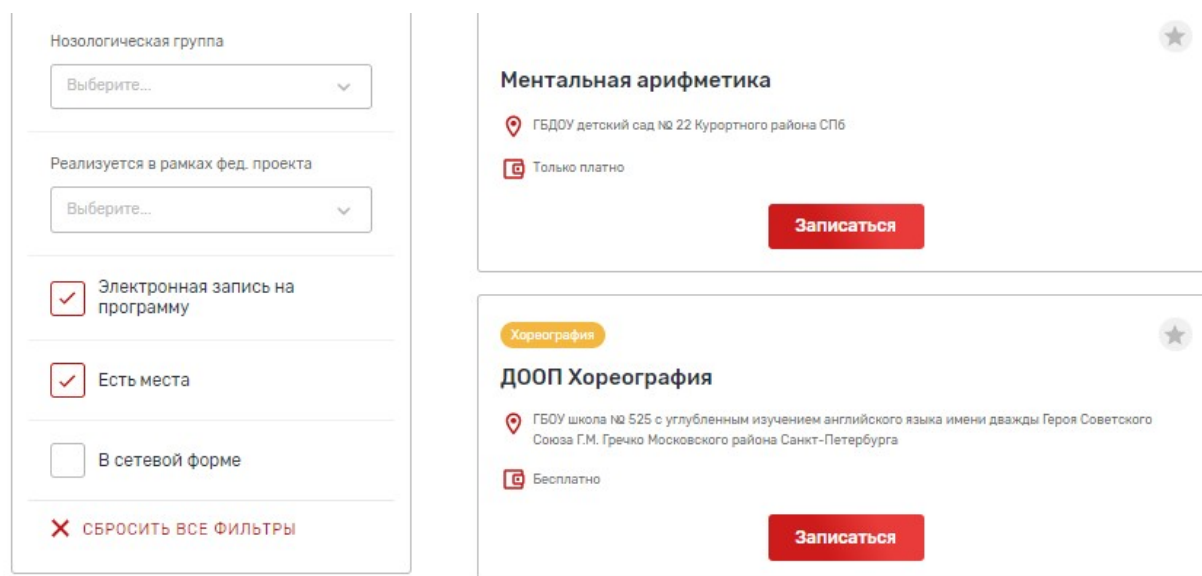 Нозологическая группа
Выберите...
Реализуется в рамках фед. проекта
Выберите...
Электронная запись на
программу
Есть места
В сетевой форме
СБРОСИТЬ ВСЕ ФИЛЬТРЫ
Ментальная арифметика
ГБДОУ детский сад № 22 Курортного района СПб
Только платно
Записаться
Хореография
ДООП Хореография
ГБОУ школа № 525 с углубленным изучением английского языка имени дважды Героя Советского
Союза Г.М. Гречко Московского района Санкт-Петербурга
Бесплатно
Записаться